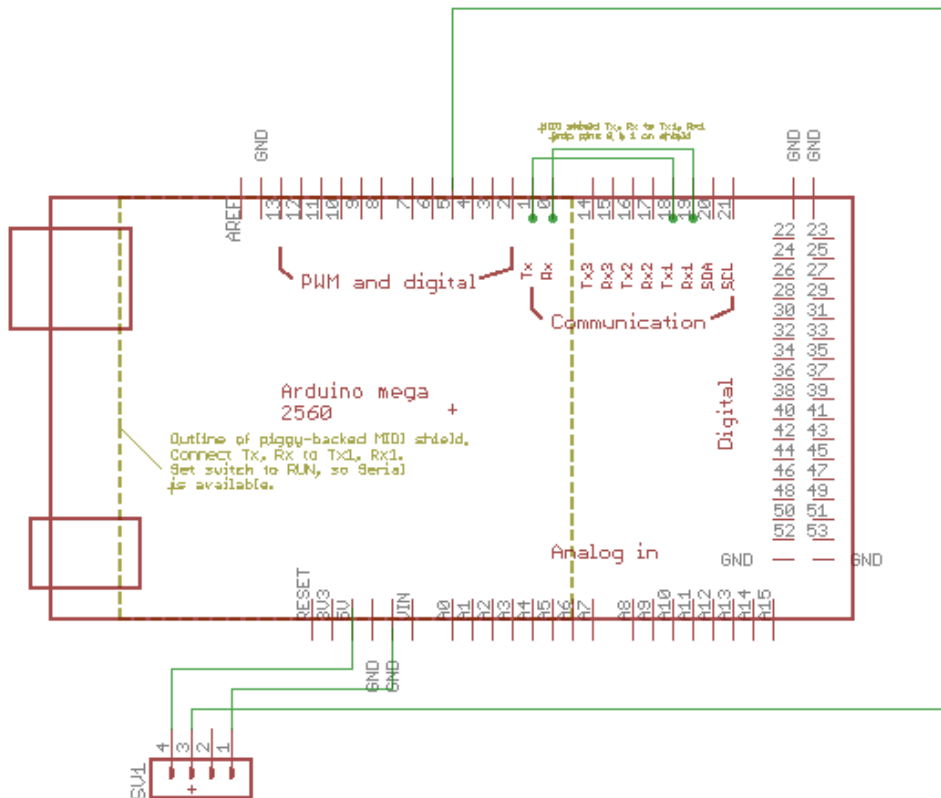 MIDI shield Tx, Rx to Tx1, Rx1
Snip pins 0 & 1 on shield
GND
GND
GND
AREF
13
12
11
10
9
8
7
6
5
4
3
2
1
0
14
15
16
17
18
19
20
21
Tx
Rx
Tx3
Rx3
Tx2
Rx2
Tx1
Rx1
SDA
SCL
PWM and digital
Communication
22 23
24 25
26 27
28 29
30 31
32 33
34 35
36 37
38 39
40 41
42 43
44 45
46 47
48 49
50 51
52 53
GND GND
Digital
Arduino mega
2560
Outline of piggy-backed MIDI shield.
Connect Tx, Rx to Tx1, Rx1.
Set switch to RUN, so Serial
is available.
Analog in
RESET
3V3
5V
GND
GND
VIN
A0
A1
A2
A3
A4
A5
A6
A7
A8
A9
A10
A11
A12
A13
A14
A15
4
3
2
1
SV1